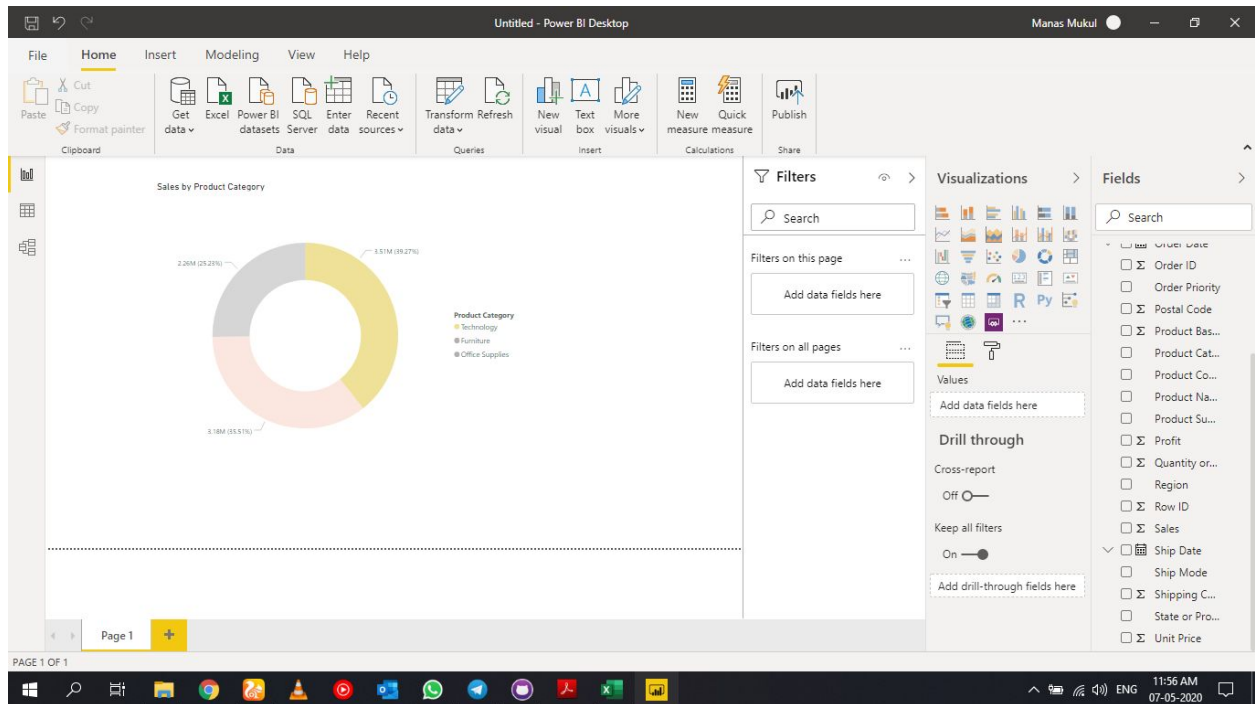 Untitled - Power BI Desktop
Manas Mukul
File Home Insert Modeling View Help
Paste
Cut
Copy
Format painter
Clipboard
Get data
Excel
Power BI datasets
SQL Server
Enter data
Recent sources
Data
Transform data
Refresh
Queries
New visual
Text box
More visuals
Insert
New measure
Quick measure
Calculations
Publish
Share
Sales by Product Category
3.51M (39.27%)
2.26M (25.23%)
3.18M (35.51%)
Product Category
Technology
Furniture
Office Supplies
Filters
Search
Filters on this page ...
Add data fields here
Filters on all pages ...
Add data fields here
Visualizations
R Py
...
Values
Add data fields here
Drill through
Cross-report
Off
Keep all filters
On
Add drill-through fields here
Fields
Search
Order Date
Σ Order ID
Order Priority
Σ Postal Code
Σ Product Bas...
Product Cat...
Product Co...
Product Na...
Product Su...
Σ Profit
Σ Quantity or...
Region
Σ Row ID
Σ Sales
Ship Date
Ship Mode
Σ Shipping C...
State or Pro...
Σ Unit Price
Page 1
PAGE 1 OF 1
ENG
11:56 AM
07-05-2020